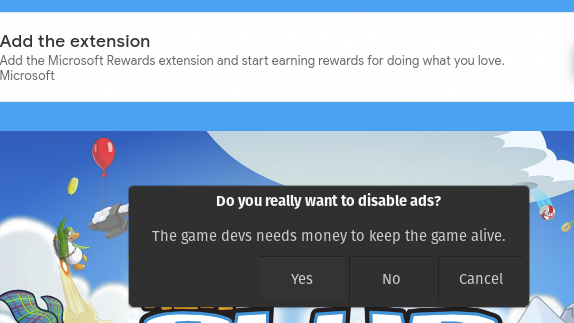 Add the extension
Add the Microsoft Rewards extension and start earning rewards for doing what you love.
Microsoft
Do you really want to disable ads?
The game devs needs money to keep the game alive.
Yes
No
Cancel